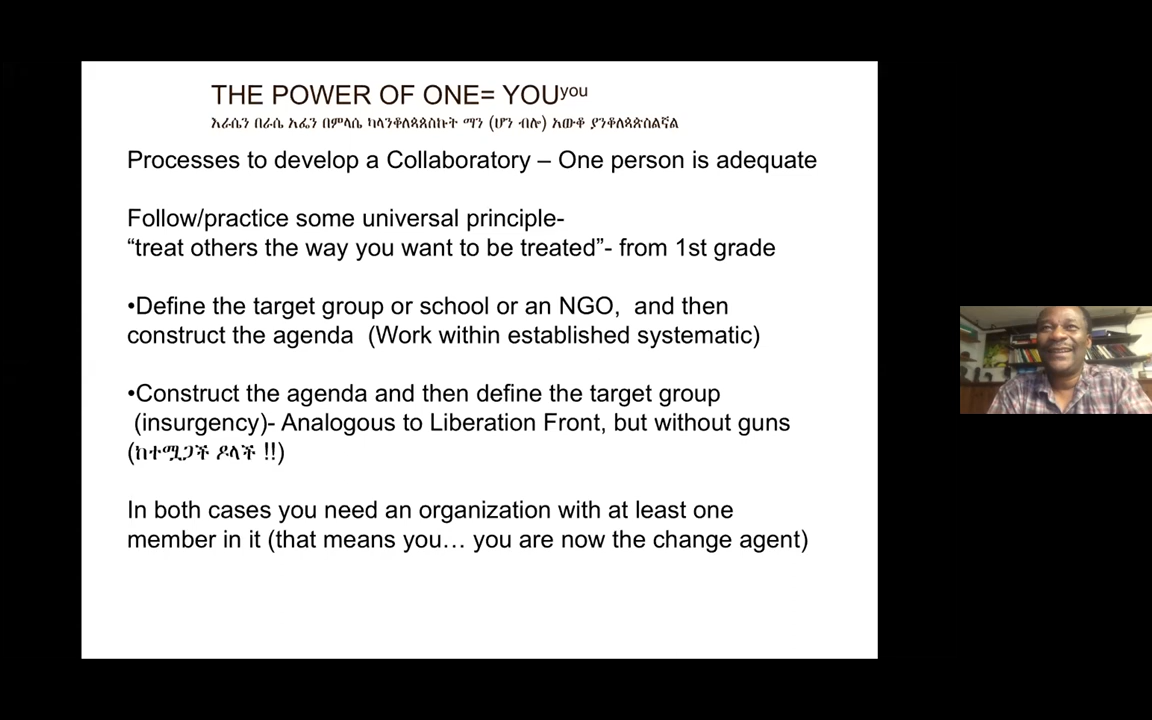 THE POWER OF ONE= YOUyou
እራሴን በራሴ አፌን በምላሴ ካላንቆለጳጰስኩት ማን (ሆን ብሎ) አውቆ ያንቆለጳጵስልኛል
Processes to develop a Collaboratory – One person is adequate
Follow/practice some universal principle-
“treat others the way you want to be treated”- from 1st grade
•Define the target group or school or an NGO, and then
construct the agenda (Work within established systematic)
•Construct the agenda and then define the target group
(insurgency)- Analogous to Liberation Front, but without guns
(ከተሟጋች ዶላች !!)
In both cases you need an organization with at least one
member in it (that means you… you are now the change agent)